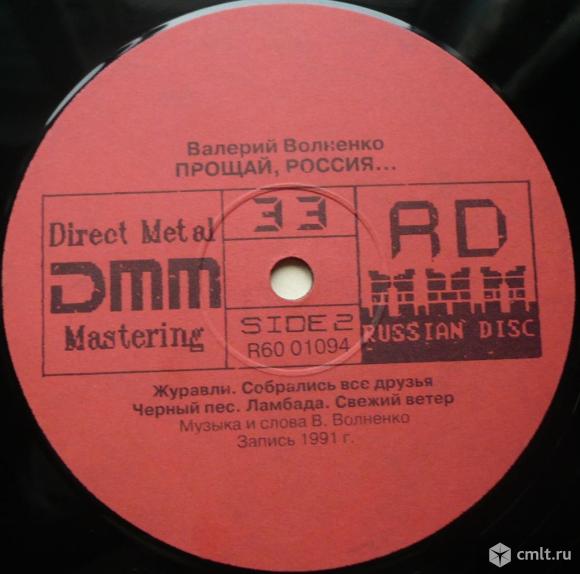 Валерий Волненко
ПРОЩАЙ, РОССИЯ...
Direct Metal
DMM
Mastering
33
SIDE 2
R60 01094
RD
RUSSIAN DISC
Журавли. Собрались все друзья
Черный пес. Ламбада. Свежий ветер
Музыка и слова В. Волненко
Запись 1991 г.
cmlt.ru